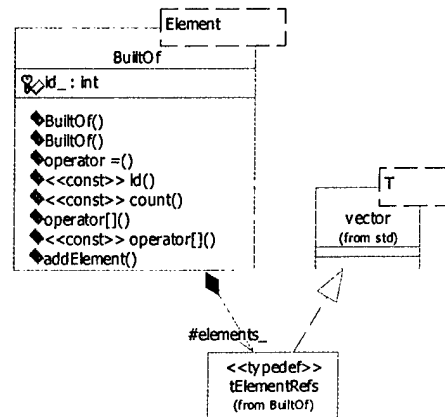 Element
BuiltOf
id_ : int
BuiltOf()
BuiltOf()
operator =()
<<const>> id()
<<const>> count()
operator[]()
<<const>> operator[]()
addElement()
T
vector
(from std)
#elements_
<<typedef>>
tElementRefs
(from BuiltOf)